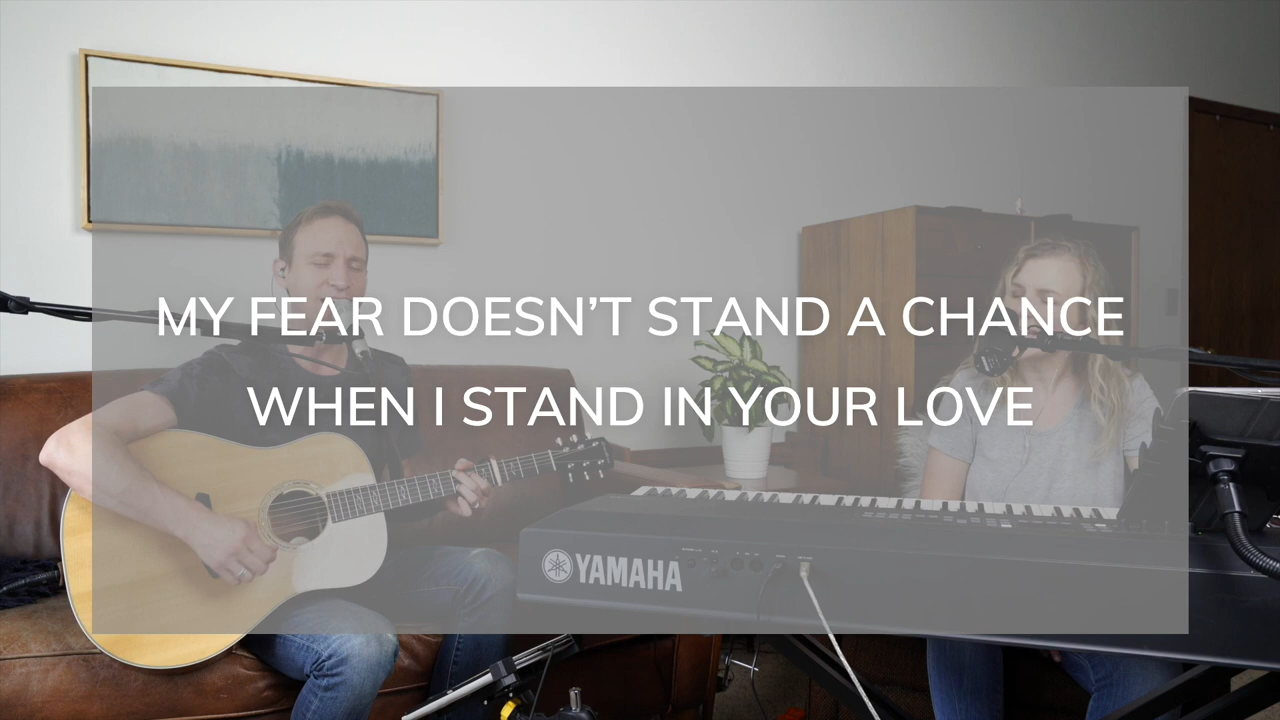 MY FEAR DOESN’T STAND A CHANCE
WHEN I STAND IN YOUR LOVE
YAMAHA